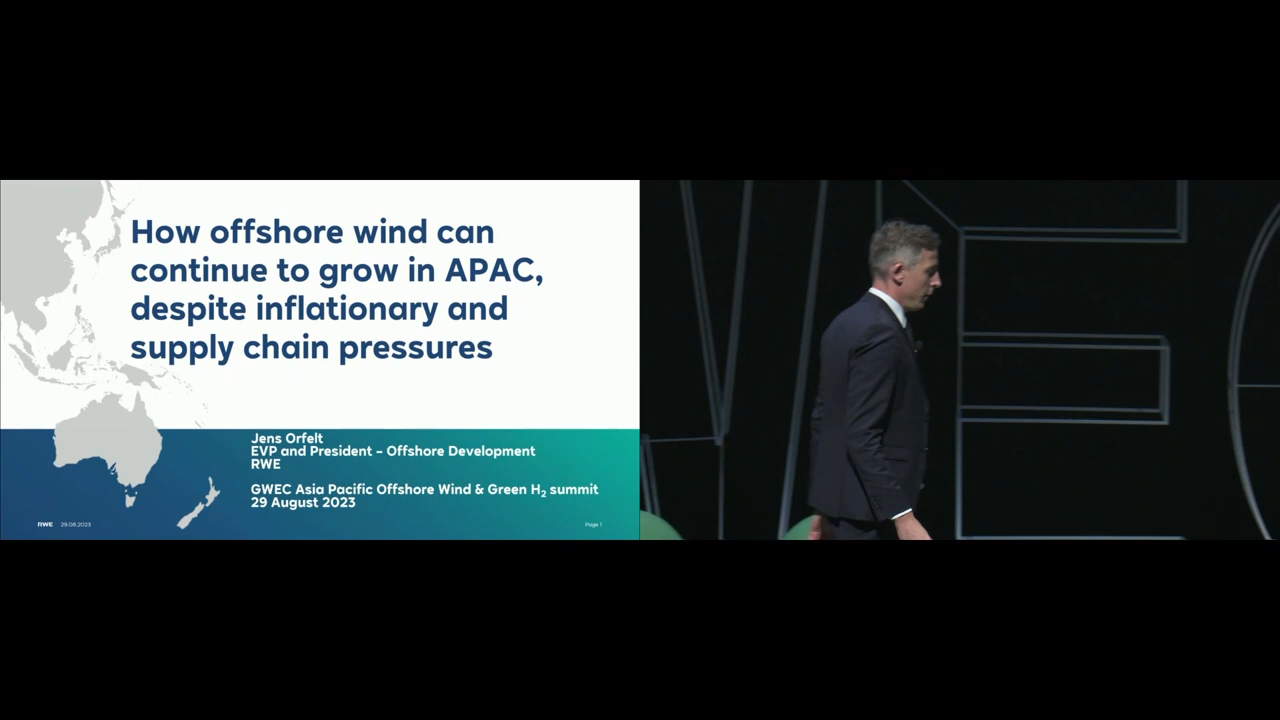 How offshore wind can
continue to grow in APAC,
despite inflationary and
supply chain pressures
Jens Orfelt
EVP and President – Offshore Development
RWE
GWEC Asia Pacific Offshore Wind & Green H₂ summit
29 August 2023
RWE 29.08.2023
Page 1